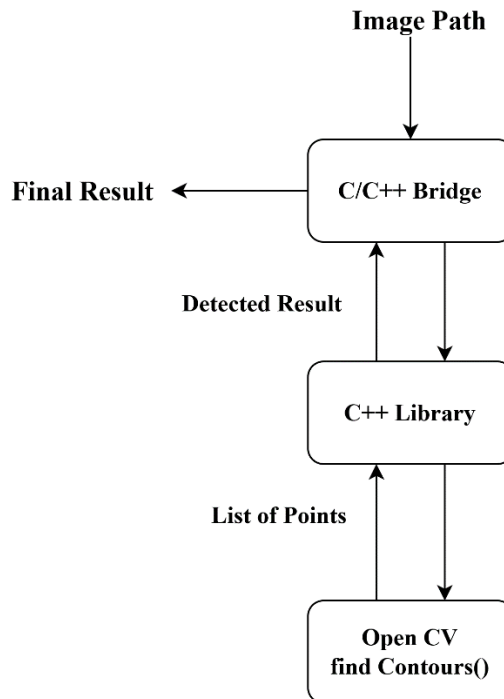 Image Path
C/C++ Bridge
Final Result
Detected Result
C++ Library
List of Points
Open CV
find Contours()